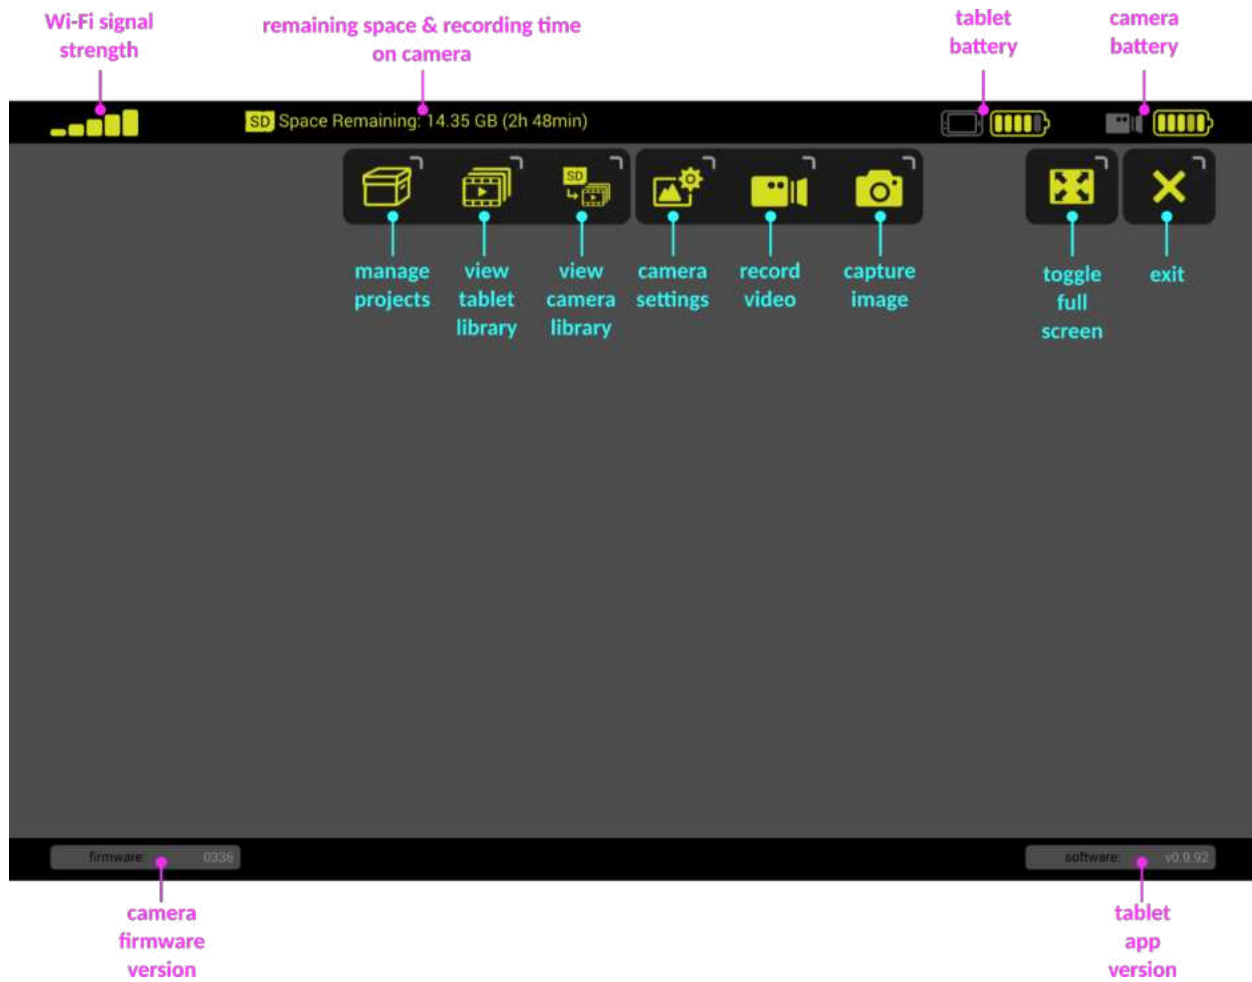 Wi-Fi signal
strength
remaining space & recording time
on camera
tablet
battery
camera
battery
SD Space Remaining: 14.35 GB (2h 48min)
SD
manage
projects
view
tablet
library
view
camera
library
camera
settings
record
video
capture
image
toggle
full
screen
exit
firmware: 0336
software: v0.9.92
camera
firmware
version
tablet
app
version